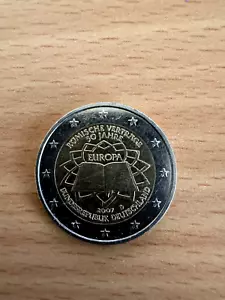 RÖMISCHE VERTRÄGE
50 JAHRE
EUROPA
2007 D
BUNDESREPUBLIK DEUTSCHLAND